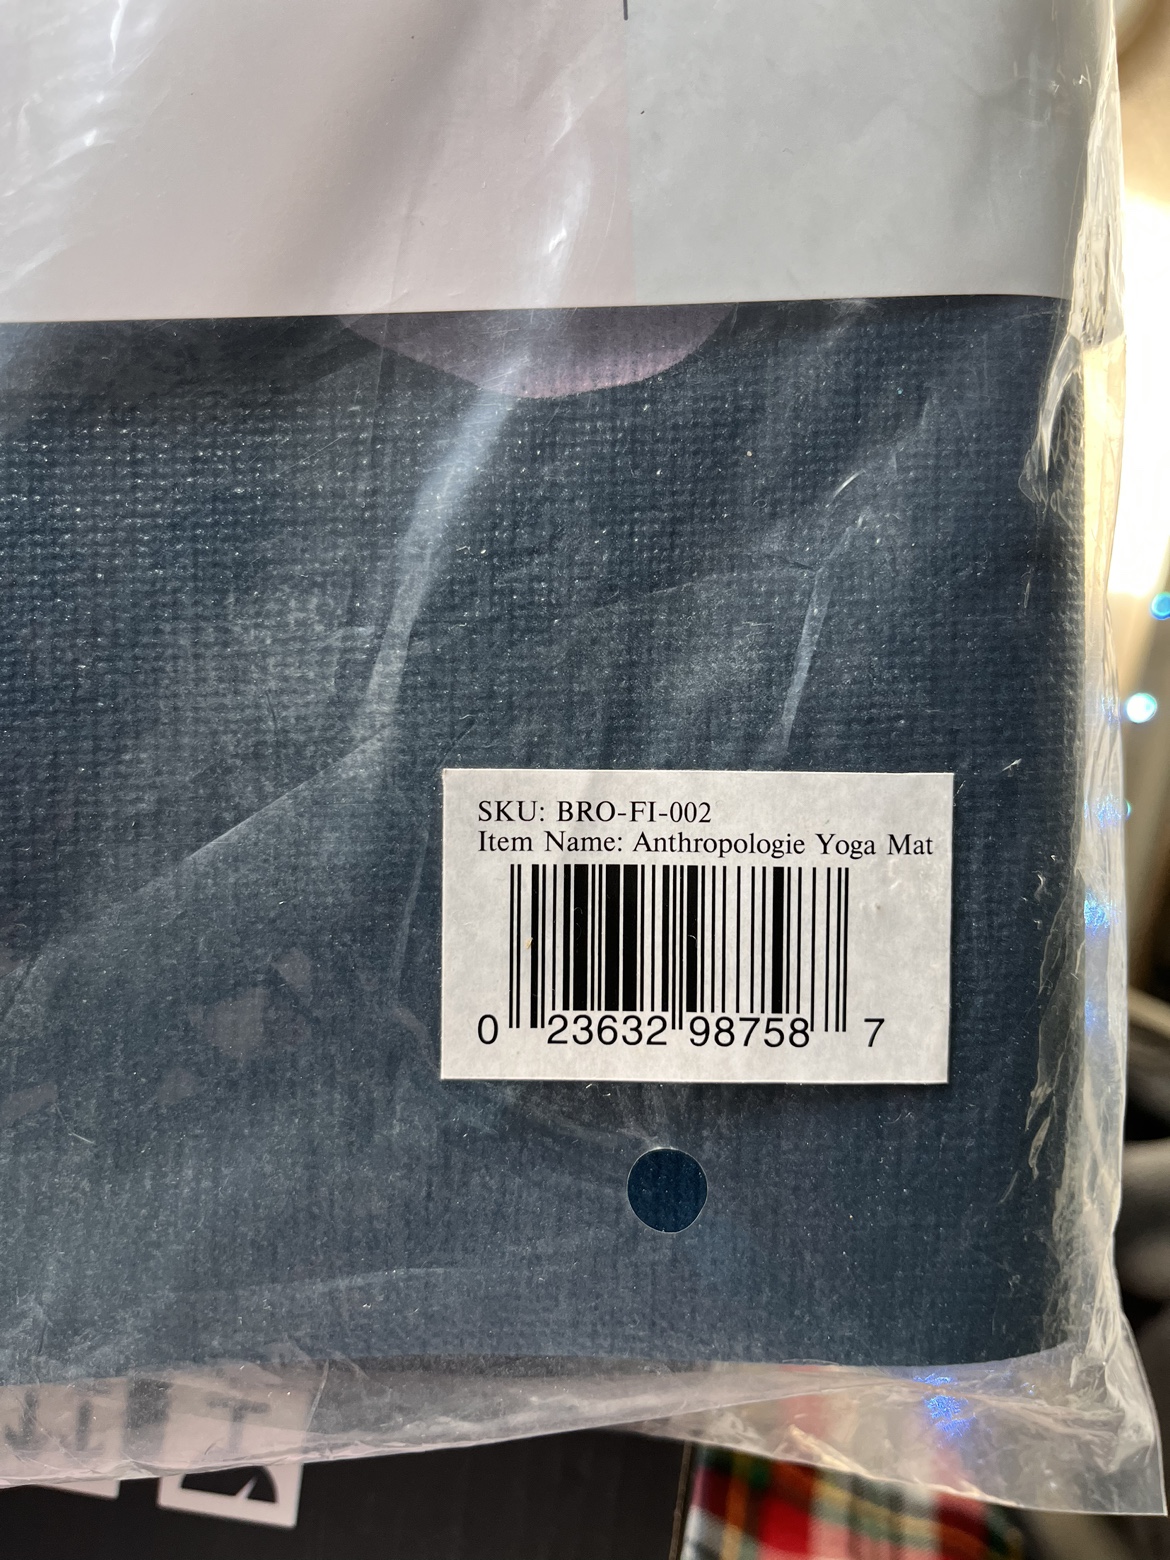 SKU: BRO-FI-002
Item Name: Anthropologie Yoga Mat
0 23632 98758 7